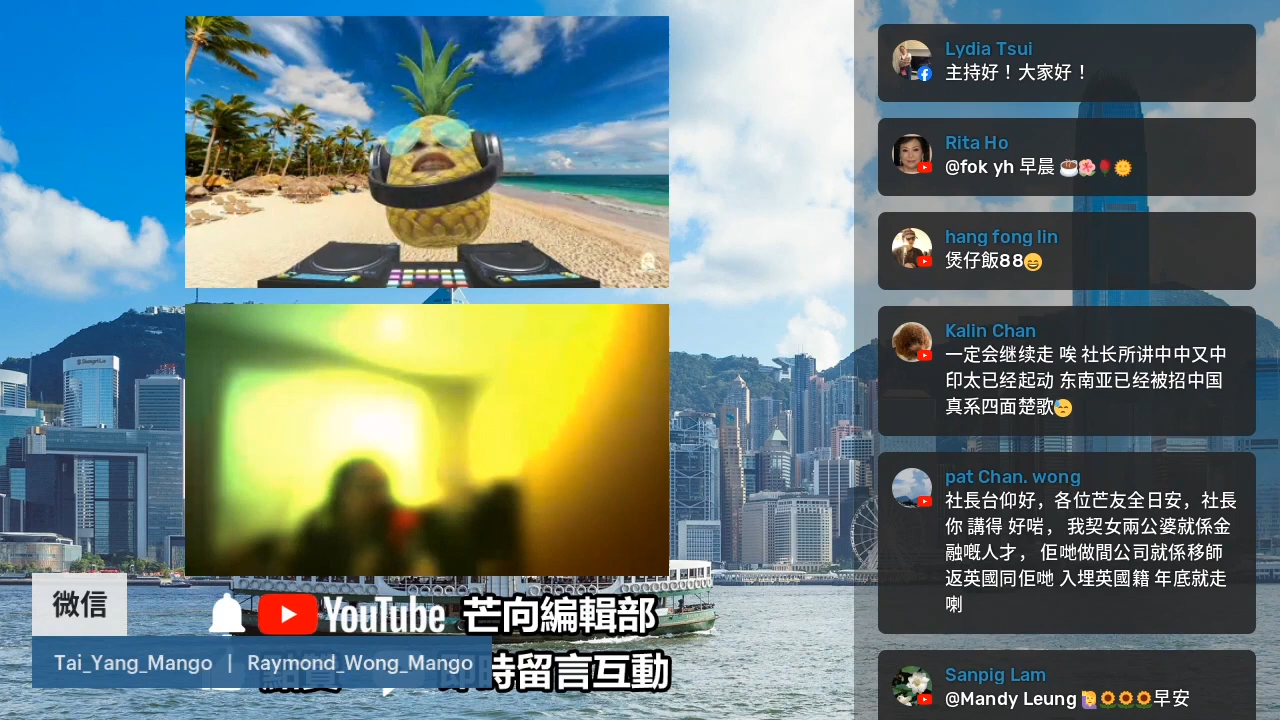 Lydia Tsui
主持好！大家好！
Rita Ho
@fok yh 早晨 ☕🌺🌹🌞
hang fong lin
煲仔飯88😄
Kalin Chan
一定会继续走 唉 社长所讲中中又中
印太已经起动 东南亚已经被招中国
真系四面楚歌😓
pat Chan. wong
社長台仰好，各位芒友全日安，社長
你 講得 好啱， 我契女兩公婆就係金
融嘅人才， 佢哋做間公司就係移師
返英國同佢哋 入埋英國籍 年底就走
喇
Sanpig Lam
@Mandy Leung 🙋🌻🌻🌻早安
Shangri-La
微信
YouTube 芒向編輯部
Tai_Yang_Mango | Raymond_Wong_Mango
即時留言互動